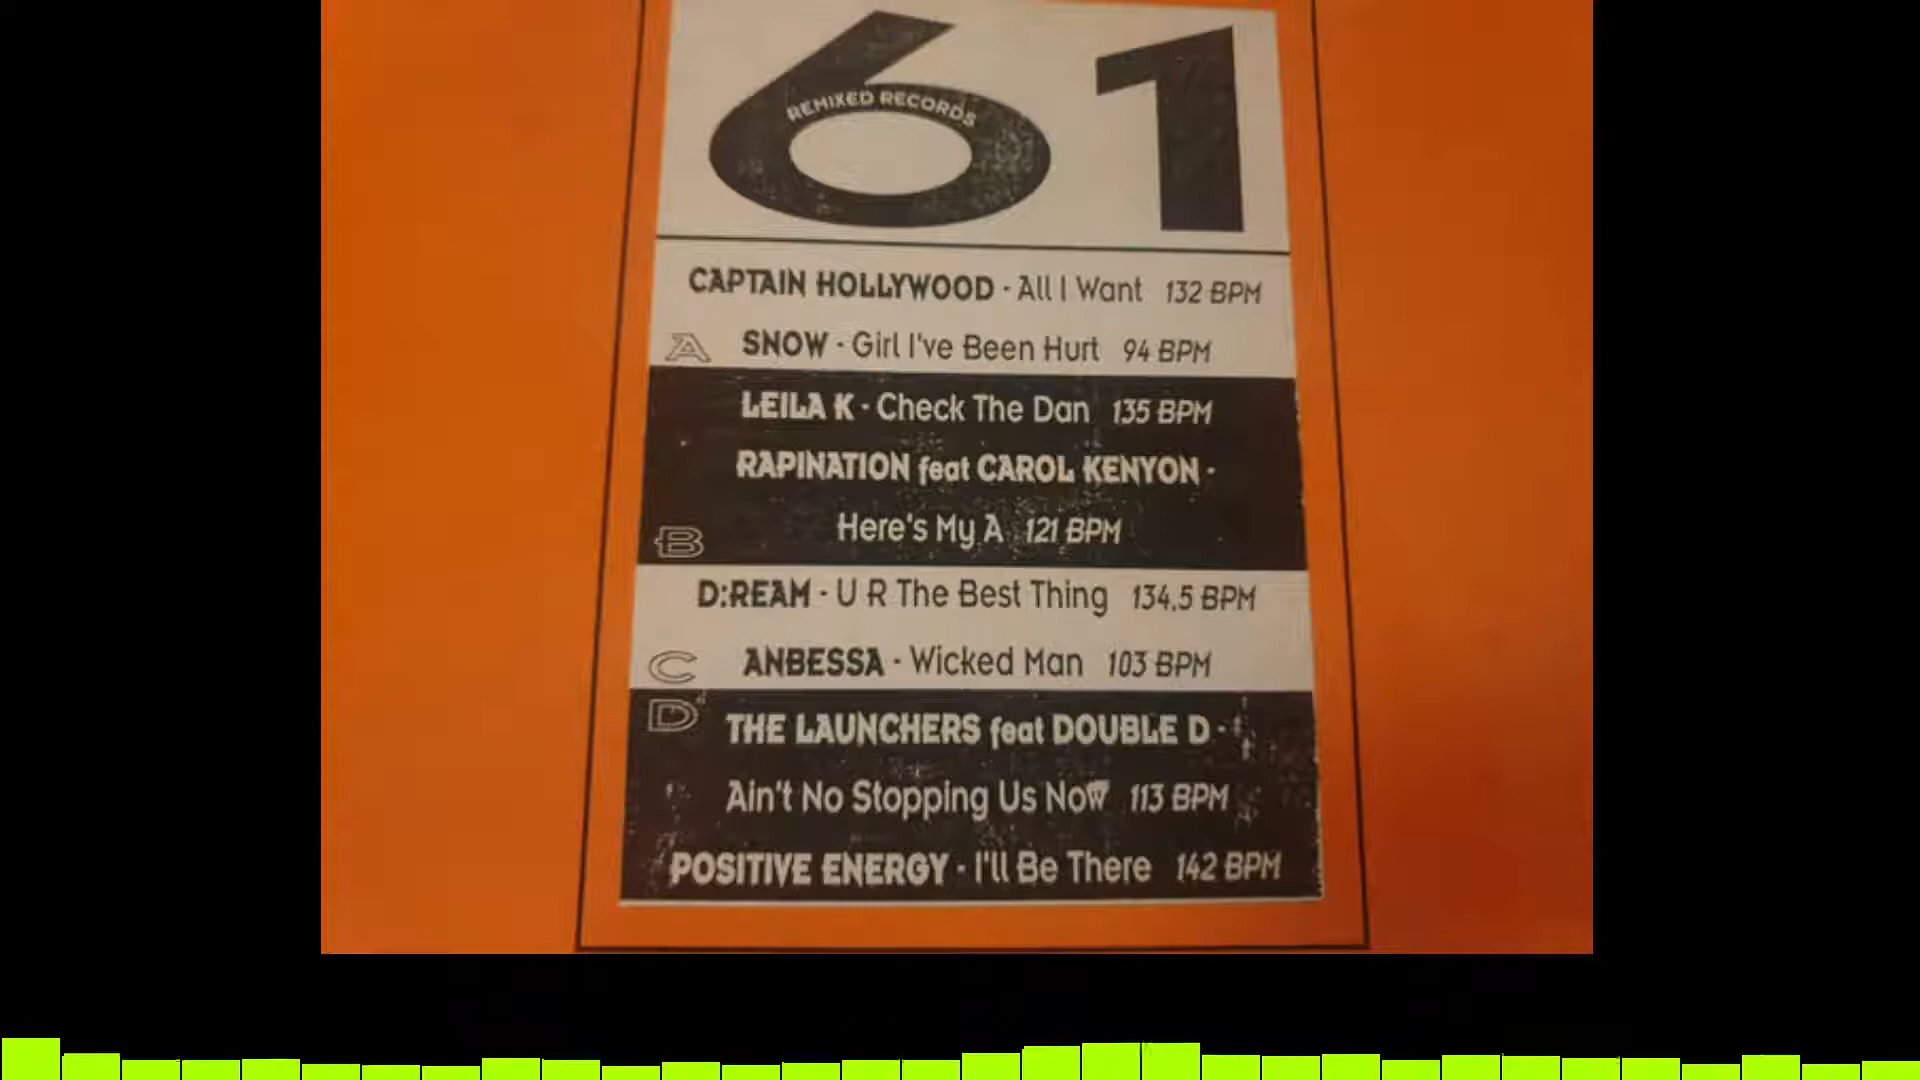 61
REMIXED RECORDS
CAPTAIN HOLLYWOOD - All I Want 132 BPM
A SNOW - Girl I've Been Hurt 94 BPM
LEILA K - Check The Dan 135 BPM
RAPINATION feat CAROL KENYON -
B Here's My A 121 BPM
D:REAM - U R The Best Thing 134,5 BPM
C ANBESSA - Wicked Man 103 BPM
D THE LAUNCHERS feat DOUBLE D -
Ain't No Stopping Us Now 113 BPM
POSITIVE ENERGY - I'll Be There 142 BPM